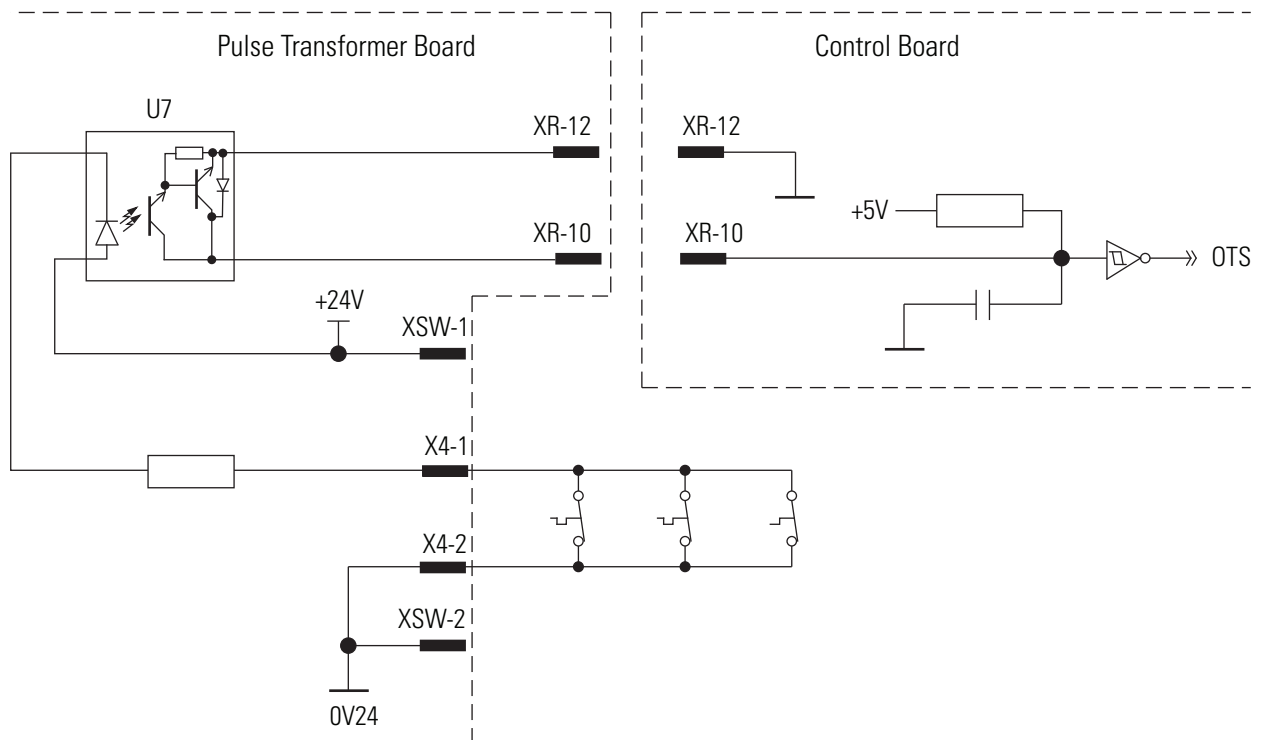 Pulse Transformer Board
Control Board
U7
XR-12
XR-12
+5V
XR-10
XR-10
OTS
+24V
XSW-1
X4-1
X4-2
XSW-2
0V24